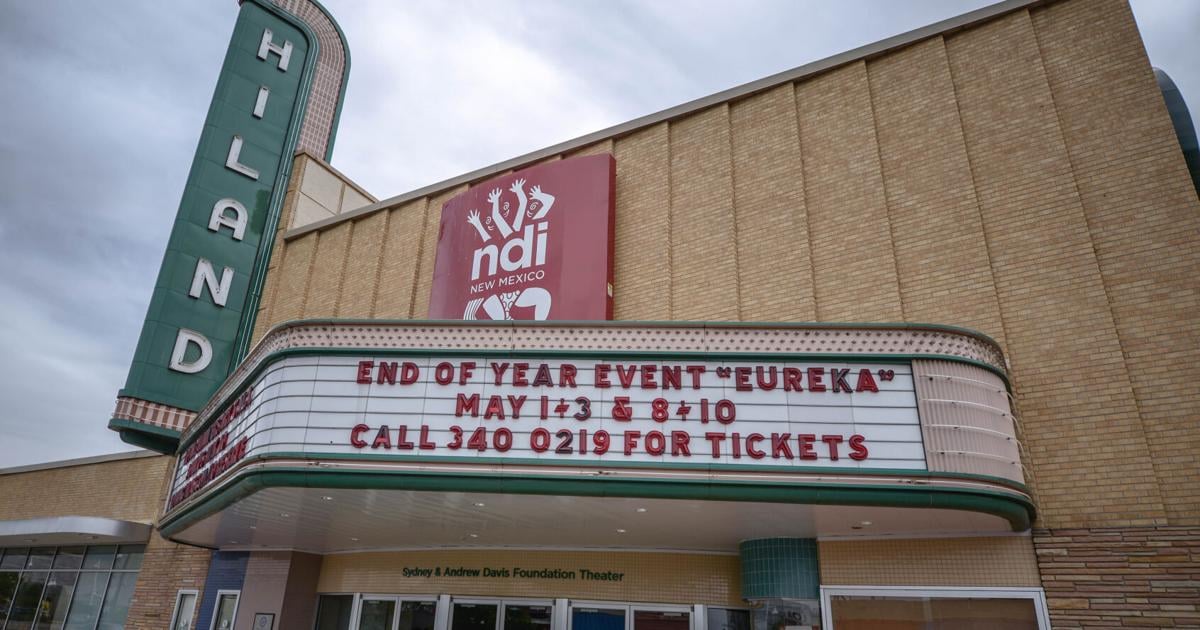 HILAND
ndi
NEW MEXICO
END OF YEAR EVENT "EUREKA"
MAY 1+3 & 8+10
CALL 340 0219 FOR TICKETS
Sydney & Andrew Davis Foundation Theater